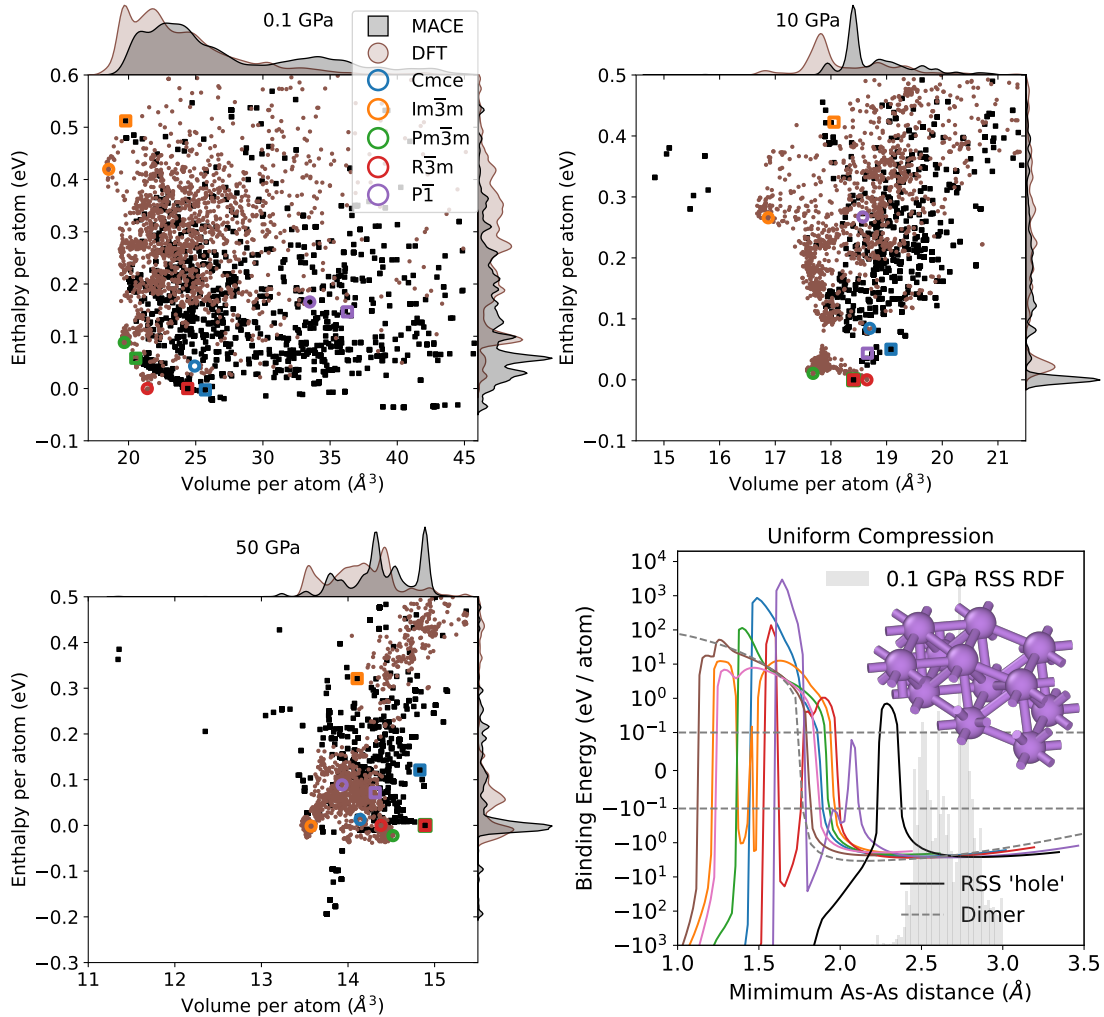 0.1 GPa
MACE
DFT
Cmce
Im3̅m
Pm3̅m
R3̅m
P1̅
Enthalpy per atom (eV)
0.6
0.5
0.4
0.3
0.2
0.1
0.0
−0.1
20 25 30 35 40 45
Volume per atom (Å³)
10 GPa
Enthalpy per atom (eV)
0.5
0.4
0.3
0.2
0.1
0.0
−0.1
15 16 17 18 19 20 21
Volume per atom (Å³)
50 GPa
Enthalpy per atom (eV)
0.5
0.4
0.3
0.2
0.1
0.0
−0.1
−0.2
−0.3
11 12 13 14 15
Volume per atom (Å³)
Uniform Compression
0.1 GPa RSS RDF
Binding Energy (eV / atom)
10⁴
10³
10²
10¹
10⁰
10⁻¹
0
−10⁻¹
−10⁰
−10¹
−10²
−10³
RSS 'hole'
Dimer
1.0 1.5 2.0 2.5 3.0 3.5
Mimimum As-As distance (Å)